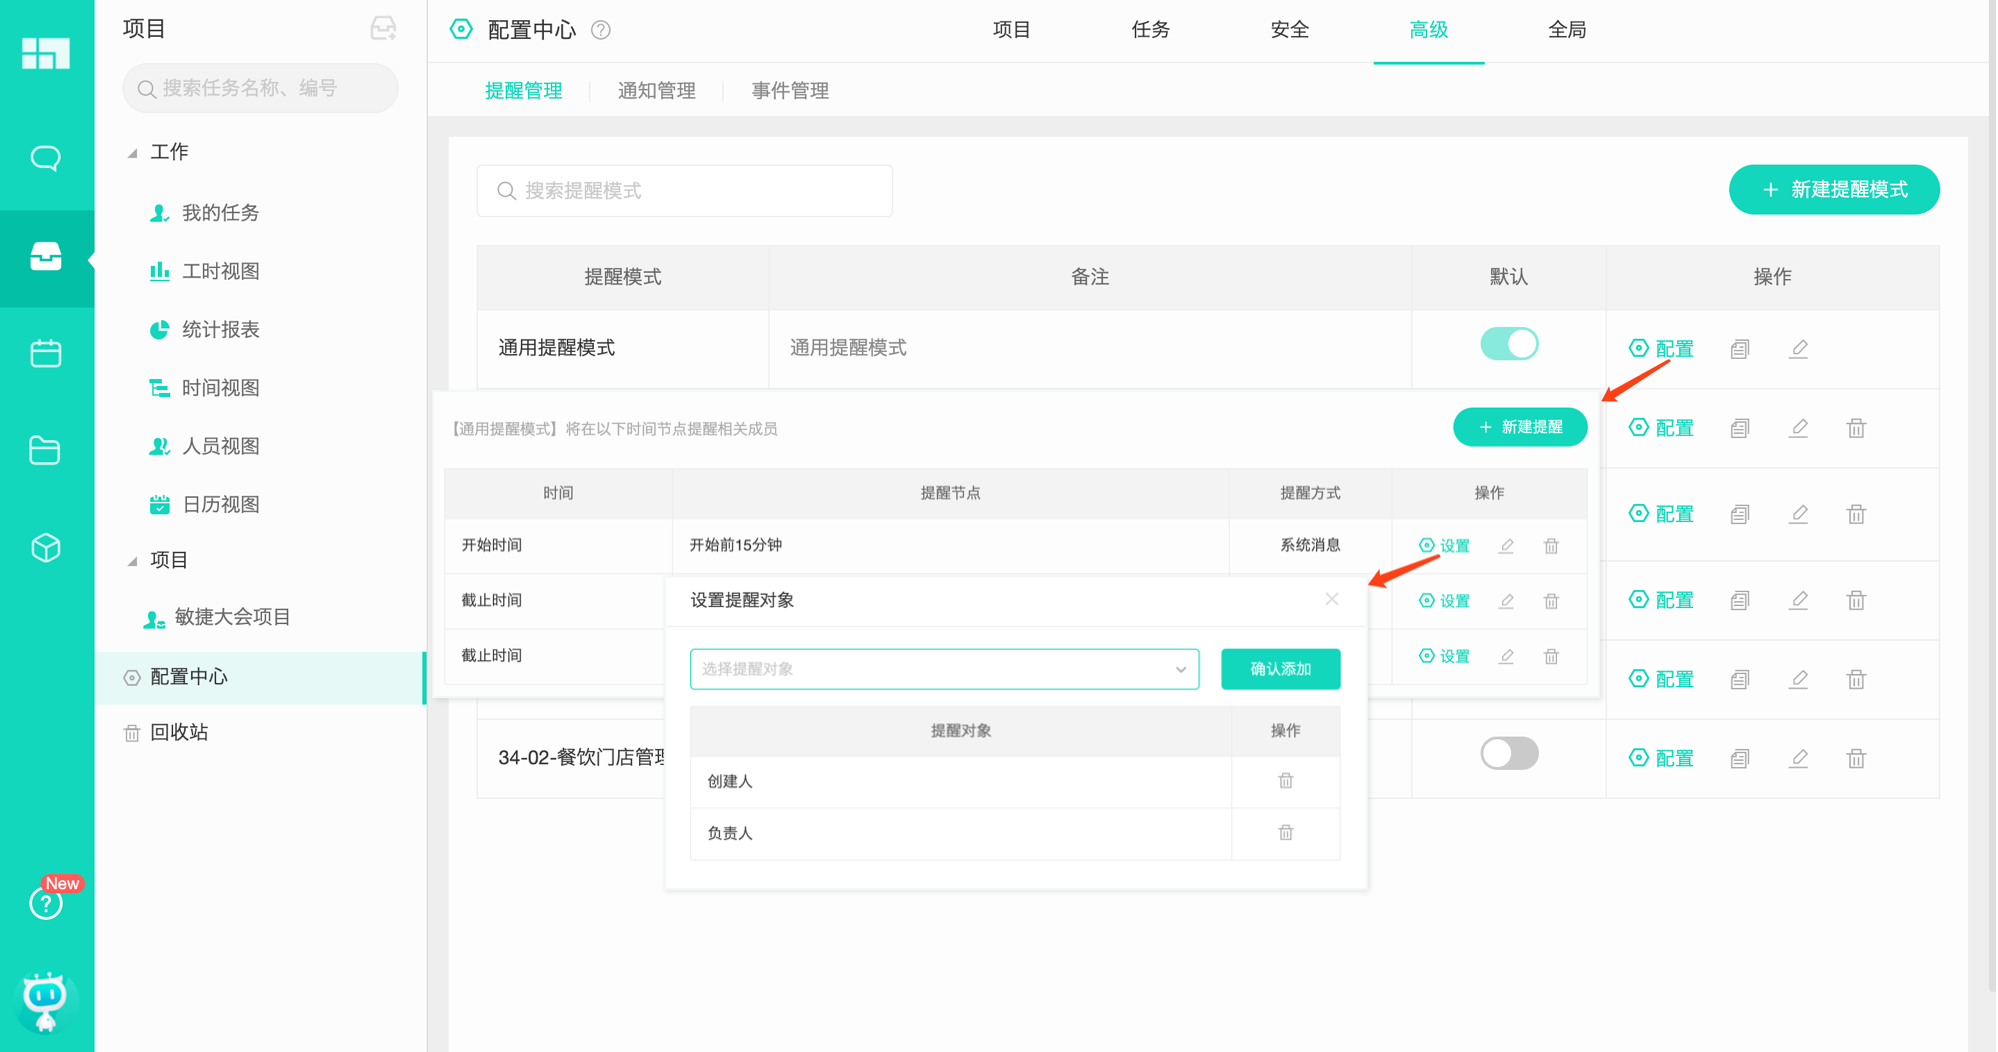 项目
搜索任务名称、编号
工作
我的任务
工时视图
统计报表
时间视图
人员视图
日历视图
项目
敏捷大会项目
配置中心
回收站
New
配置中心
项目
任务
安全
高级
全局
提醒管理
通知管理
事件管理
搜索提醒模式
+ 新建提醒模式
提醒模式 备注 默认 操作
通用提醒模式 通用提醒模式 配置
配置
配置
配置
配置
34-02-餐饮门店管理 配置
【通用提醒模式】将在以下时间节点提醒相关成员
+ 新建提醒
时间 提醒节点 提醒方式 操作
开始时间 开始前15分钟 系统消息 设置
截止时间 设置
截止时间 设置
设置提醒对象
选择提醒对象
确认添加
提醒对象 操作
创建人
负责人